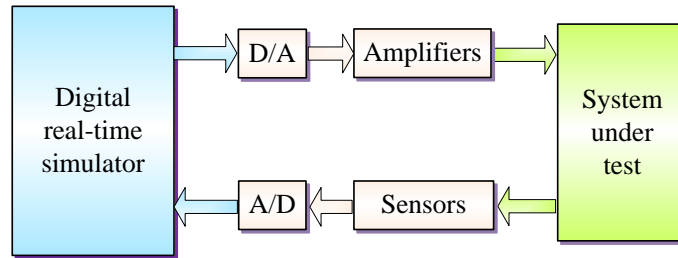 Digital
real-time
simulator
D/A
Amplifiers
System
under
test
A/D
Sensors